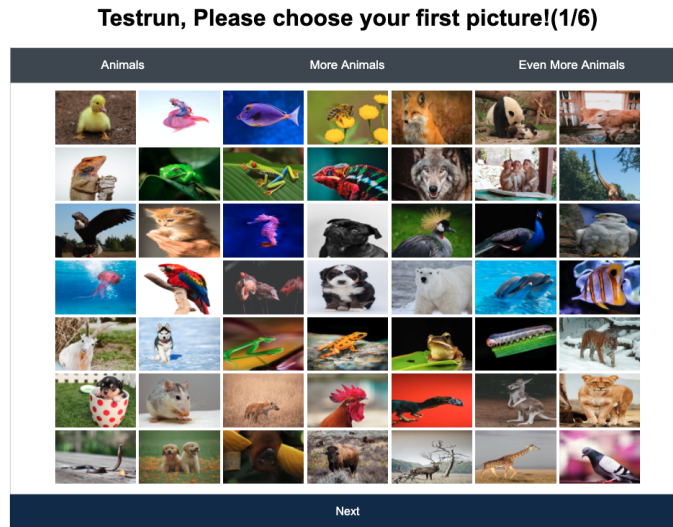 Testrun, Please choose your first picture!(1/6)
Animals
More Animals
Even More Animals
Next